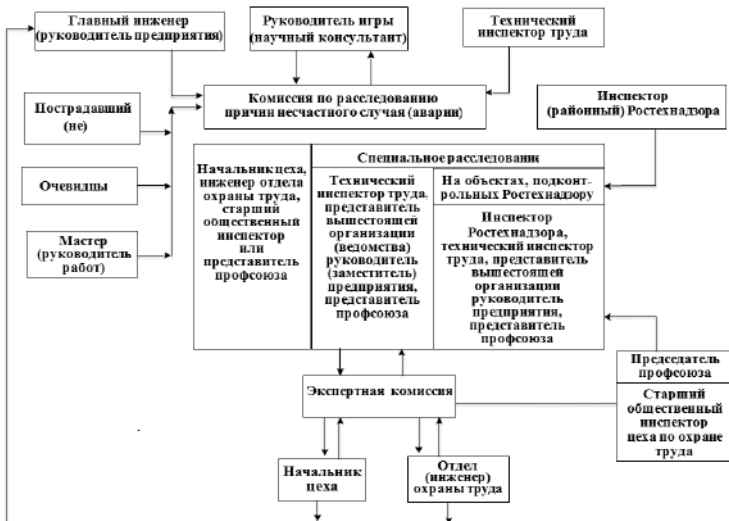 Главный инженер
(руководитель предприятия)
Руководитель игры
(научный консультант)
Технический
инспектор труда
Комиссия по расследованию
причин несчастного случая (аварии)
Пострадавший
(не)
Инспектор
(районный) Ростехнадзора
Очевидцы
Мастер
(руководитель
работ)
Начальник цеха,
инженер отдела
охраны труда,
старший
общественный
инспектор
или
представитель
профсоюза
Специальное расследование
Технический
инспектор труда,
представитель
вышестоящей
организации
(ведомства)
руководитель
(заместитель)
предприятия,
представитель
профсоюза
На объектах, подконт-
рольных Ростехнадзору
Инспектор
Ростехнадзора,
технический инспектор
труда, представитель
вышестоящей
организации
руководитель
предприятия,
представитель
профсоюза
Председатель
профсоюза
Старший
общественный
инспектор
цеха по охране
труда
Экспертная комиссия
Начальник
цеха
Отдел
(инженер)
охраны труда